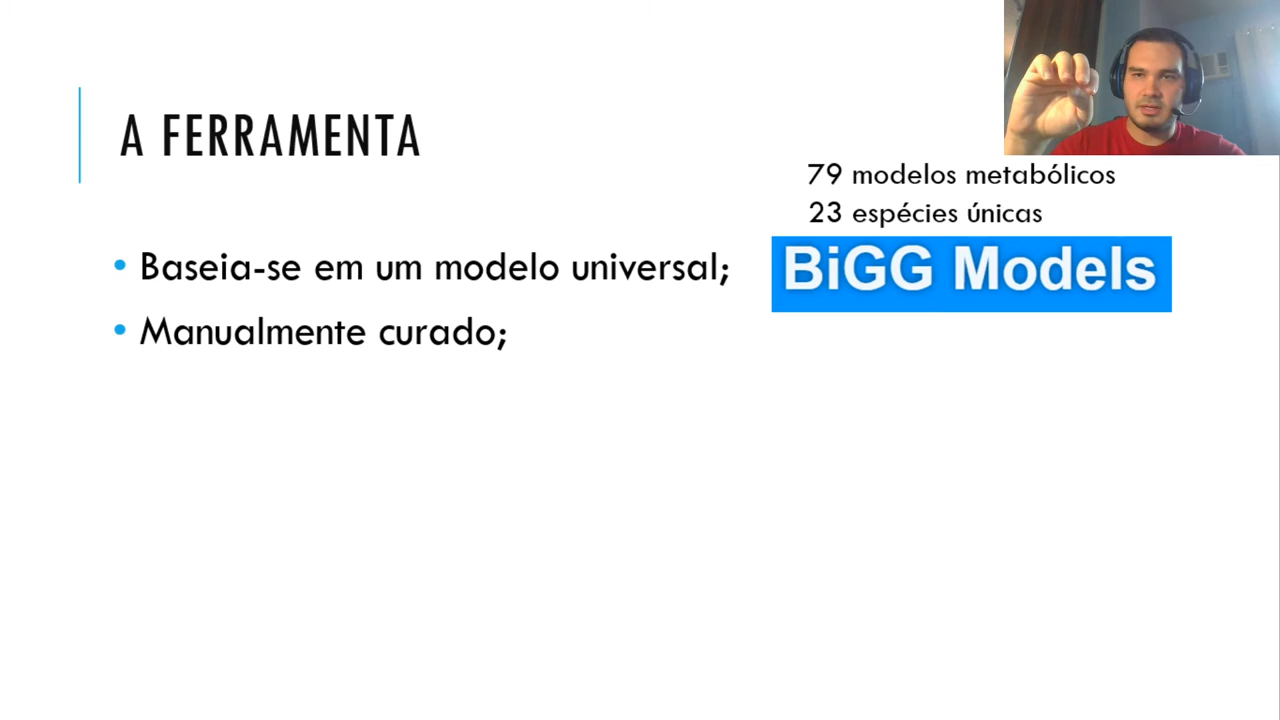 A FERRAMENTA
79 modelos metabólicos
23 espécies únicas
BiGG Models
• Baseia-se em um modelo universal;
• Manualmente curado;